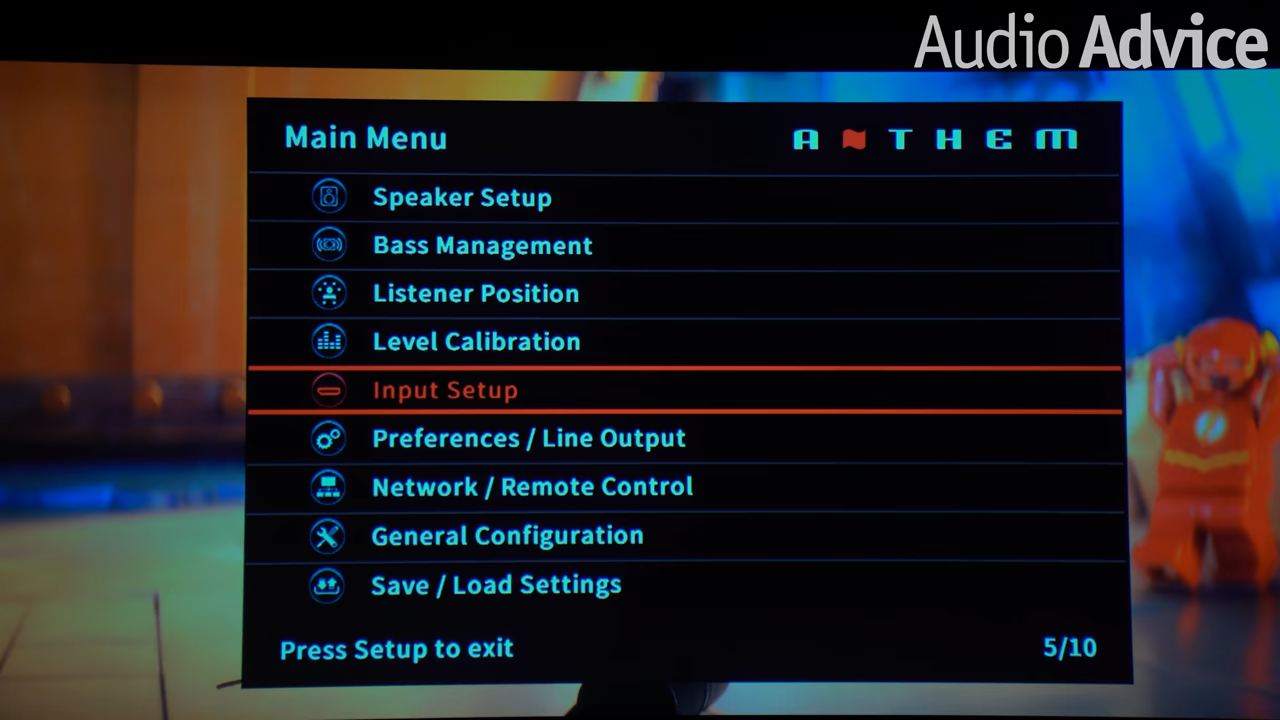 Audio Advice
Main Menu
ANTHEM
Speaker Setup
Bass Management
Listener Position
Level Calibration
Input Setup
Preferences / Line Output
Network / Remote Control
General Configuration
Save / Load Settings
Press Setup to exit
5/10